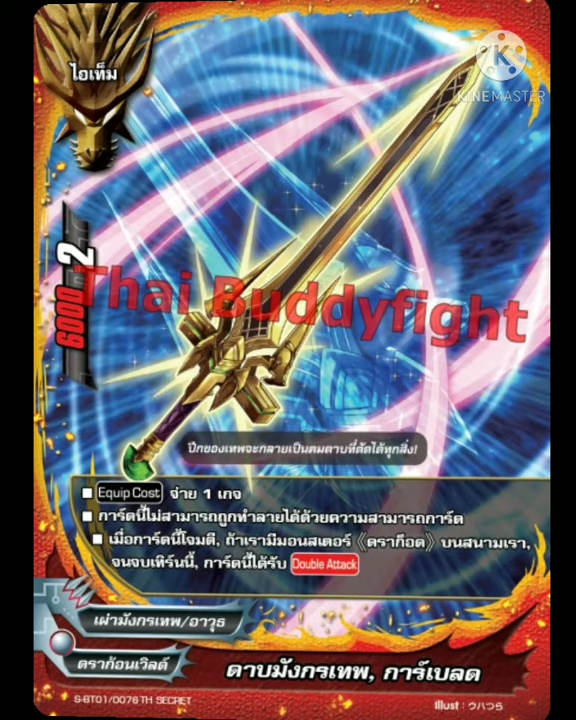 ไอเท็ม
K
KINEMASTER
2
6000
Thai Buddyfight
ปีกของเทพจะกลายเป็นคมดาบที่ตัดได้ทุกสิ่ง!
■ Equip Cost จ่าย 1 เกจ
■ การ์ดนี้ไม่สามารถถูกทำลายได้ด้วยความสามารถการ์ด
■ เมื่อการ์ดนี้โจมตี, ถ้าเรามีมอนสเตอร์《ดราก็อด》บนสนามเรา,
จนจบเทิร์นนี้, การ์ดนี้ได้รับ Double Attack
เผ่ามังกรเทพ/อาวุธ
ดราก้อนเวิลด์
ดาบมังกรเทพ, การ์เบลด
S-BT01/0076TH SECRET
Illust : ウハつら